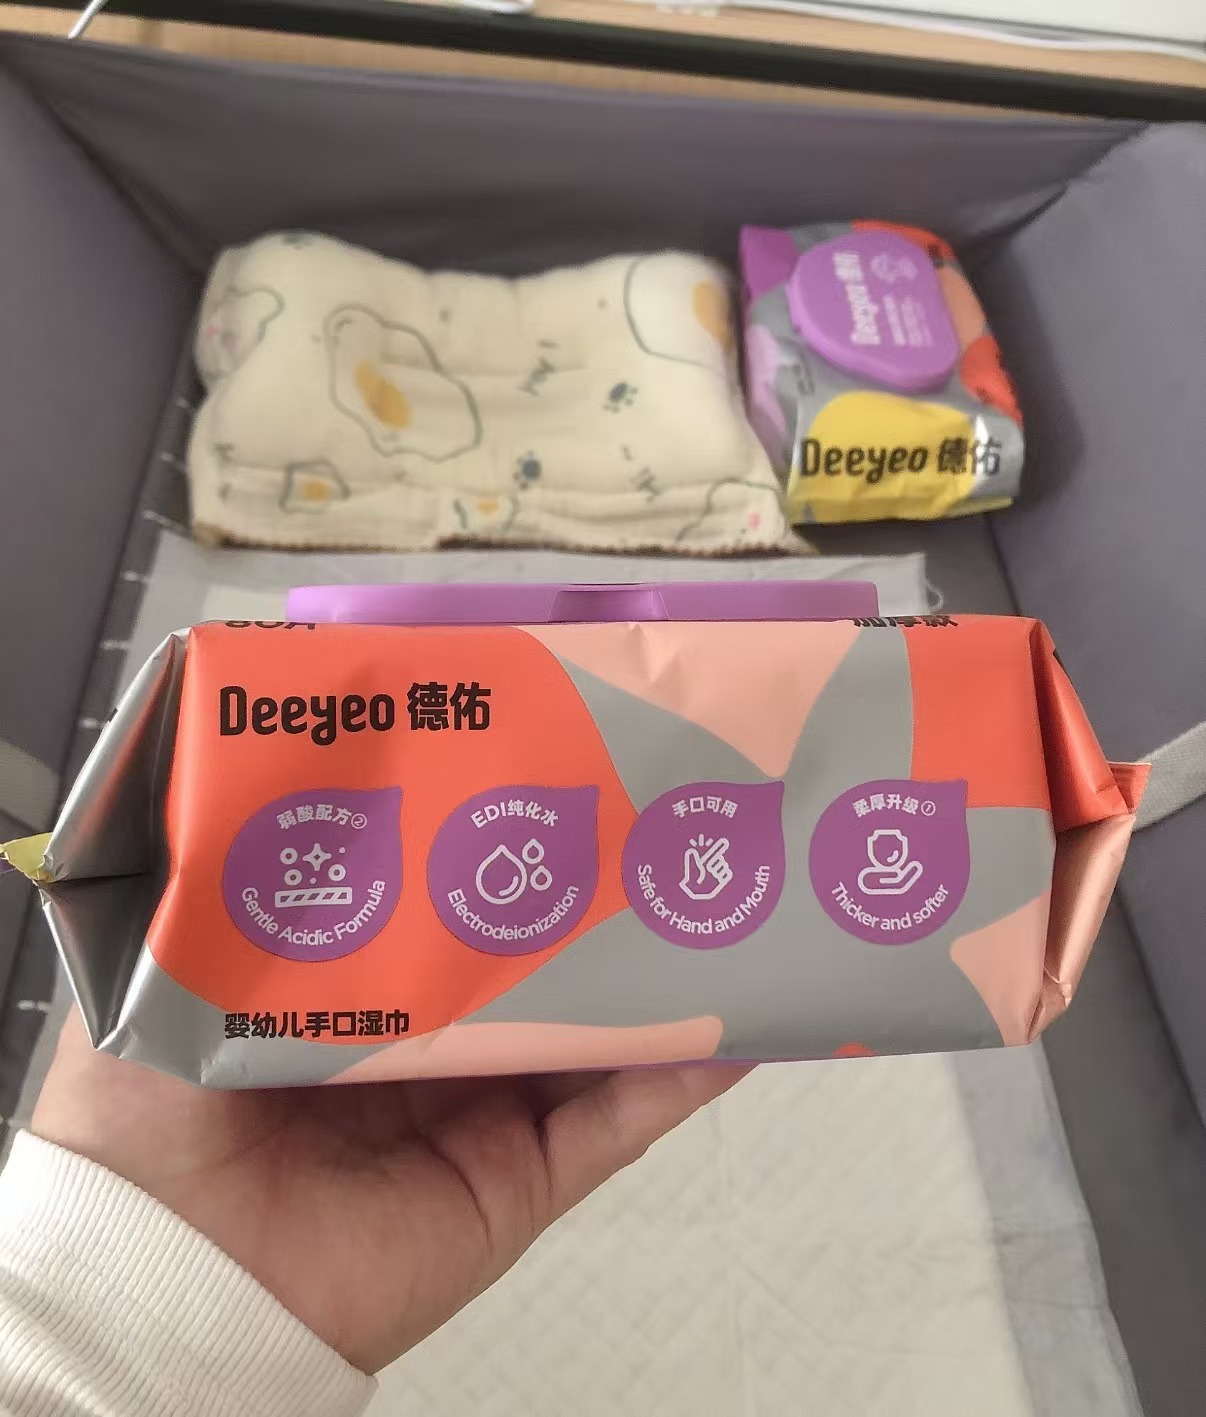 Deeyeo
Deeyeo 德佑
Deeyeo 德佑
弱酸配方②
Gentle Acidic Formula
EDI纯化水
Electrodeionization
手口可用
Safe for Hand and Mouth
柔厚升级①
Thicker and softer
婴幼儿手口湿巾